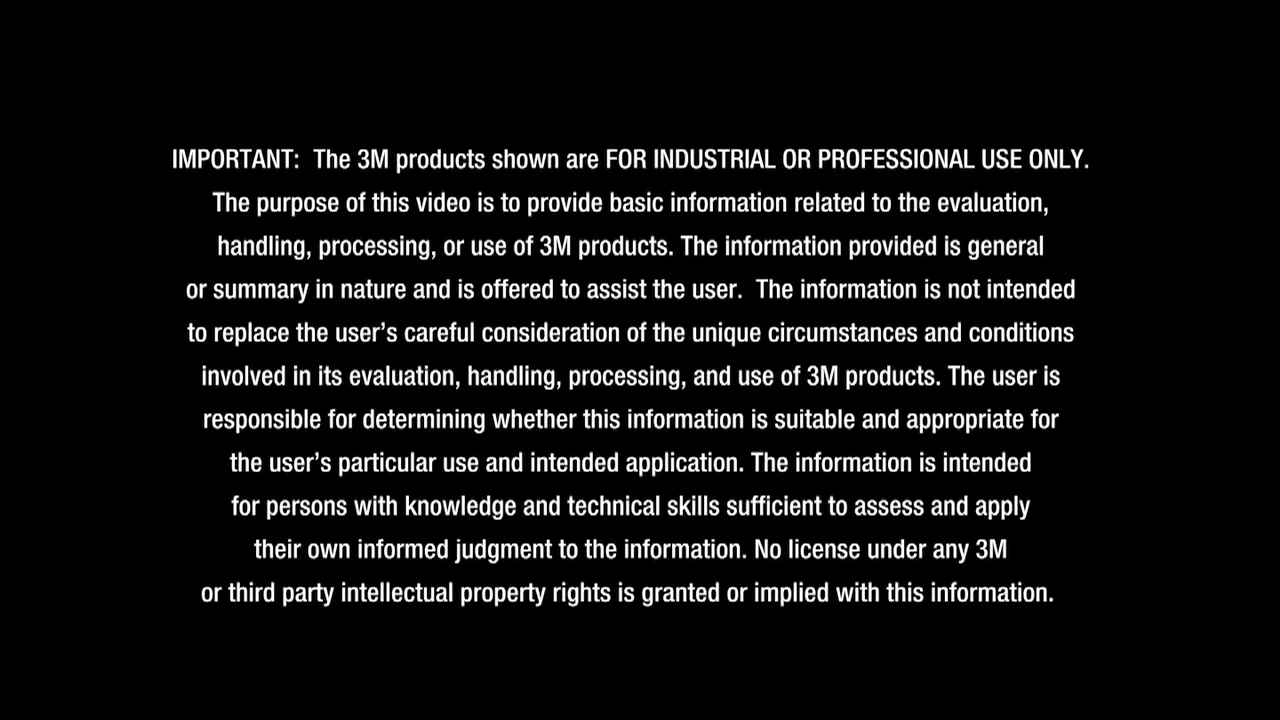 IMPORTANT:  The 3M products shown are FOR INDUSTRIAL OR PROFESSIONAL USE ONLY.
The purpose of this video is to provide basic information related to the evaluation,
handling, processing, or use of 3M products. The information provided is general
or summary in nature and is offered to assist the user.  The information is not intended
to replace the user’s careful consideration of the unique circumstances and conditions
involved in its evaluation, handling, processing, and use of 3M products. The user is
responsible for determining whether this information is suitable and appropriate for
the user’s particular use and intended application. The information is intended
for persons with knowledge and technical skills sufficient to assess and apply
their own informed judgment to the information. No license under any 3M
or third party intellectual property rights is granted or implied with this information.